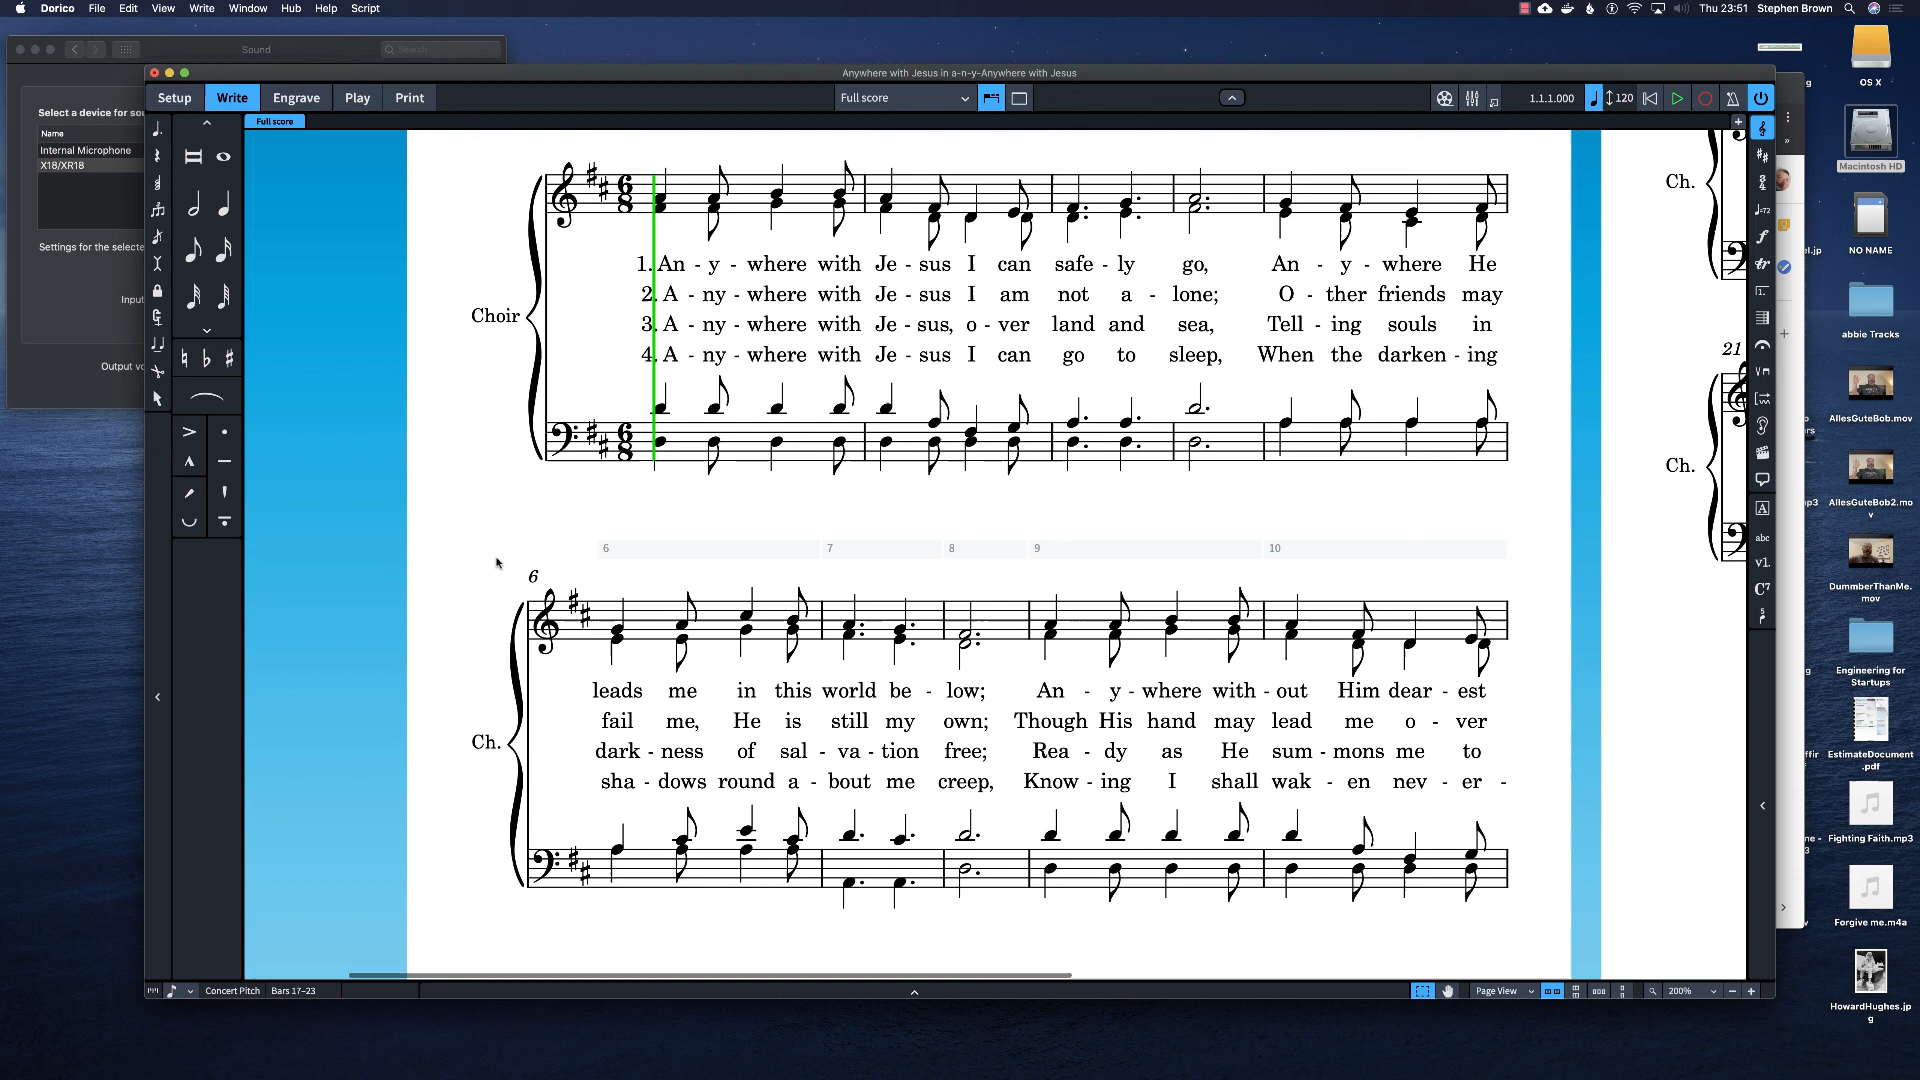 Dorico File Edit View Write Window Hub Help Script
Thu 23:51 Stephen Brown
Sound
Search
Select a device for so
Name
Internal Microphone
X18/XR18
Settings for the selecte
Inpu
Output vo
Anywhere with Jesus in a-n-y-Anywhere with Jesus
Setup Write Engrave Play Print
Full score
1.1.1.000
120
Full score
Choir
1. An - y - where with Je - sus I can safe - ly go, An - y - where He
2. A - ny - where with Je - sus I am not a - lone; O - ther friends may
3. A - ny - where with Je - sus, o - ver land and sea, Tell - ing souls in
4. A - ny - where with Je - sus I can go to sleep, When the darken - ing
6 7 8 9 10
6
Ch.
leads me in this world be - low; An - y - where with - out Him dear - est
fail me, He is still my own; Though His hand may lead me o - ver
dark - ness of sal - va - tion free; Rea - dy as He sum - mons me to
sha - dows round a - bout me creep, Know - ing I shall wak - en nev - er -
Ch.
21
Ch.
Concert Pitch Bars 17–23
Page View
200%
OS X
Macintosh HD
NO NAME
abbie Tracks
AllesGuteBob.mov
AllesGuteBob2.mo
v
DummberThanMe.
mov
Engineering for
Startups
EstimateDocument
.pdf
Fighting Faith.mp3
Forgive me.m4a
HowardHughes.jp
g